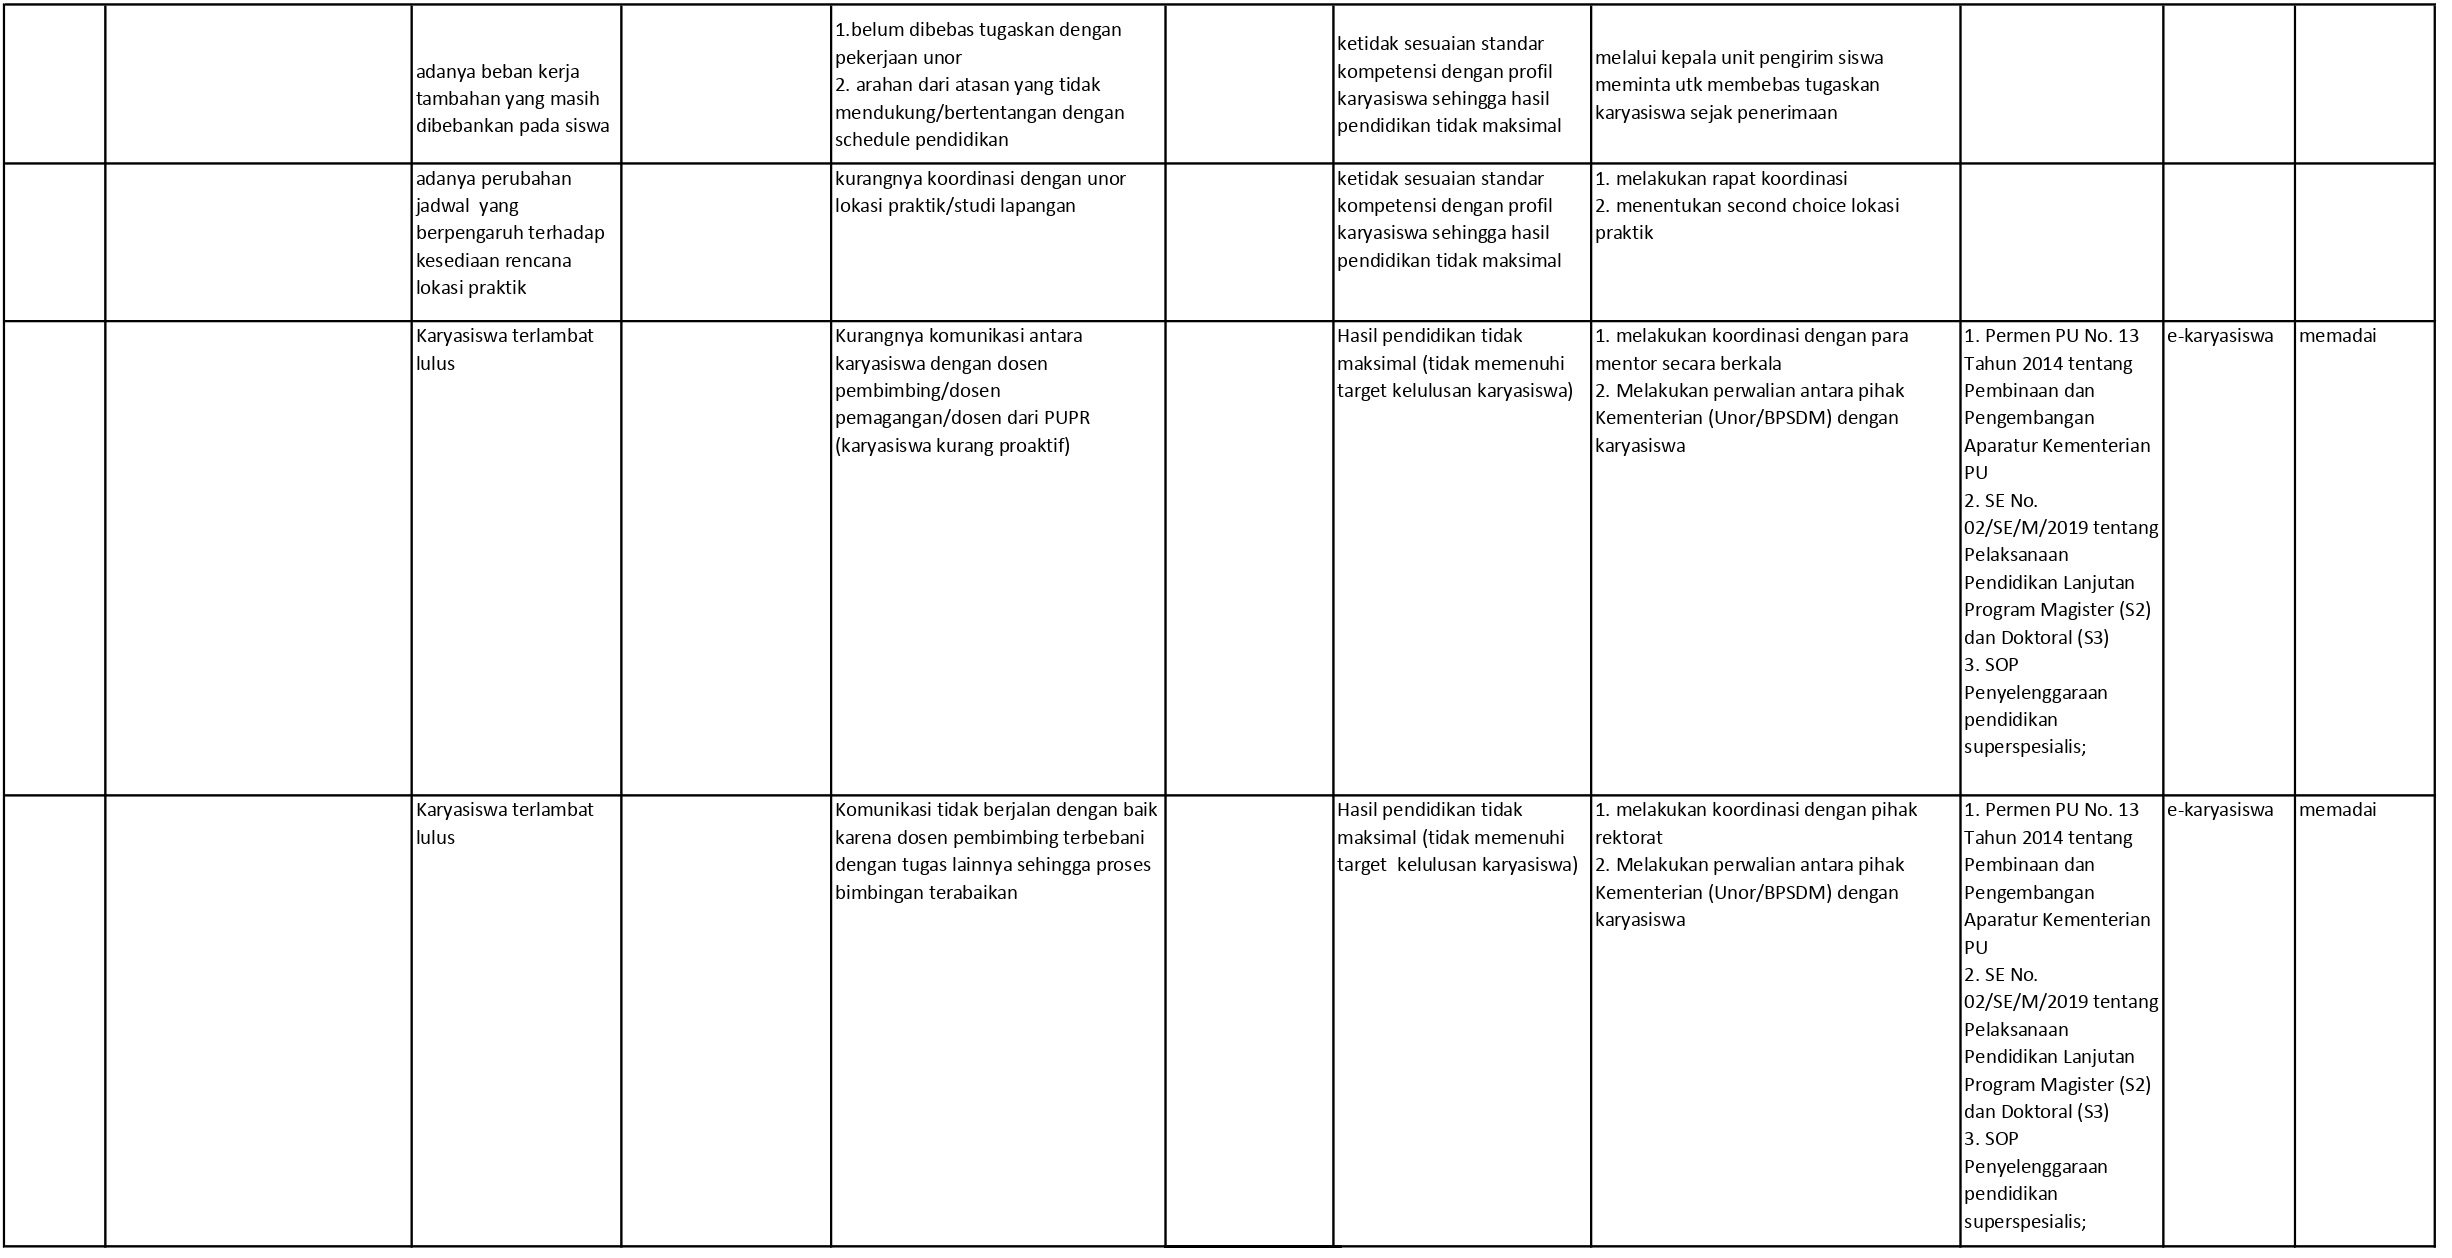 adanya beban kerja
tambahan yang masih
dibebankan pada siswa
1.belum dibebas tugaskan dengan
pekerjaan unor
2. arahan dari atasan yang tidak
mendukung/bertentangan dengan
schedule pendidikan
ketidak sesuaian standar
kompetensi dengan profil
karyasiswa sehingga hasil
pendidikan tidak maksimal
melalui kepala unit pengirim siswa
meminta utk membebas tugaskan
karyasiswa sejak penerimaan
adanya perubahan
jadwal  yang
berpengaruh terhadap
kesediaan rencana
lokasi praktik
kurangnya koordinasi dengan unor
lokasi praktik/studi lapangan
ketidak sesuaian standar
kompetensi dengan profil
karyasiswa sehingga hasil
pendidikan tidak maksimal
1. melakukan rapat koordinasi
2. menentukan second choice lokasi
praktik
Karyasiswa terlambat
lulus
Kurangnya komunikasi antara
karyasiswa dengan dosen
pembimbing/dosen
pemagangan/dosen dari PUPR
(karyasiswa kurang proaktif)
Hasil pendidikan tidak
maksimal (tidak memenuhi
target kelulusan karyasiswa)
1. melakukan koordinasi dengan para
mentor secara berkala
2. Melakukan perwalian antara pihak
Kementerian (Unor/BPSDM) dengan
karyasiswa
1. Permen PU No. 13
Tahun 2014 tentang
Pembinaan dan
Pengembangan
Aparatur Kementerian
PU
2. SE No.
02/SE/M/2019 tentang
Pelaksanaan
Pendidikan Lanjutan
Program Magister (S2)
dan Doktoral (S3)
3. SOP
Penyelenggaraan
pendidikan
superspesialis;
e-karyasiswa
memadai
Karyasiswa terlambat
lulus
Komunikasi tidak berjalan dengan baik
karena dosen pembimbing terbebani
dengan tugas lainnya sehingga proses
bimbingan terabaikan
Hasil pendidikan tidak
maksimal (tidak memenuhi
target  kelulusan karyasiswa)
1. melakukan koordinasi dengan pihak
rektorat
2. Melakukan perwalian antara pihak
Kementerian (Unor/BPSDM) dengan
karyasiswa
1. Permen PU No. 13
Tahun 2014 tentang
Pembinaan dan
Pengembangan
Aparatur Kementerian
PU
2. SE No.
02/SE/M/2019 tentang
Pelaksanaan
Pendidikan Lanjutan
Program Magister (S2)
dan Doktoral (S3)
3. SOP
Penyelenggaraan
pendidikan
superspesialis;
e-karyasiswa
memadai